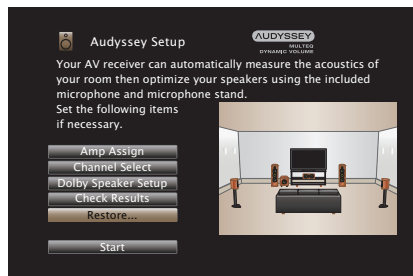 Audyssey Setup
AUDYSSEY
MULTEQ
DYNAMIC VOLUME
Your AV receiver can automatically measure the acoustics of
your room then optimize your speakers using the included
microphone and microphone stand.
Set the following items
if necessary.
Amp Assign
Channel Select
Dolby Speaker Setup
Check Results
Restore...
Start